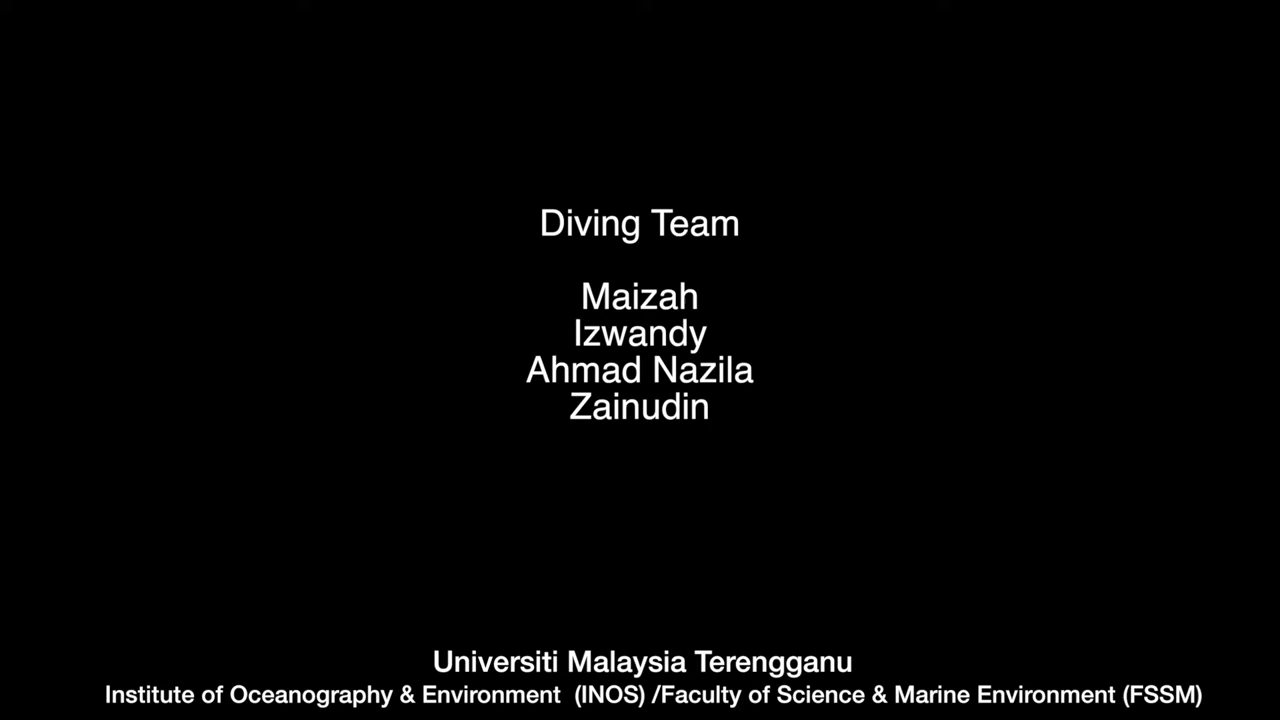 Diving Team
Maizah
Izwandy
Ahmad Nazila
Zainudin
Universiti Malaysia Terengganu
Institute of Oceanography & Environment  (INOS) /Faculty of Science & Marine Environment (FSSM)